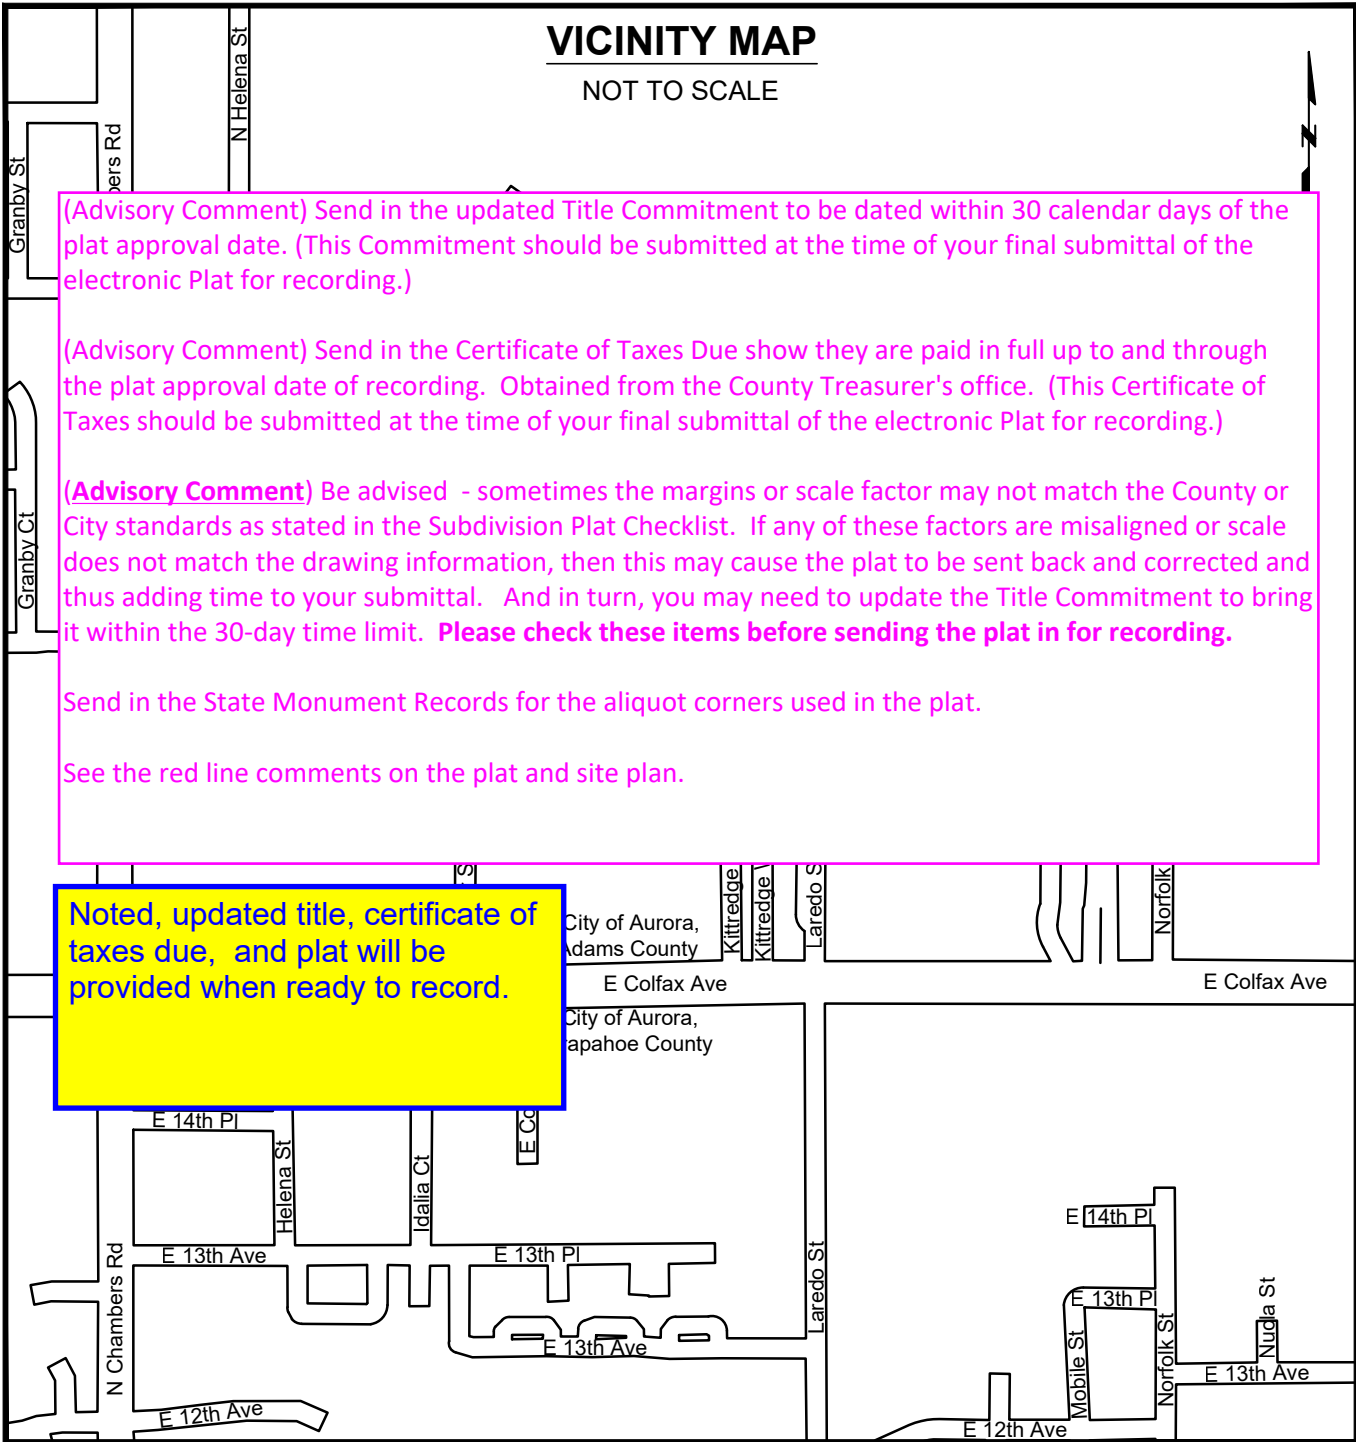 VICINITY MAP
NOT TO SCALE
N Helena St
Granby St
N
(Advisory Comment) Send in the updated Title Commitment to be dated within 30 calendar days of the
plat approval date. (This Commitment should be submitted at the time of your final submittal of the
electronic Plat for recording.)
(Advisory Comment) Send in the Certificate of Taxes Due show they are paid in full up to and through
the plat approval date of recording.  Obtained from the County Treasurer's office.  (This Certificate of
Taxes should be submitted at the time of your final submittal of the electronic Plat for recording.)
(Advisory Comment) Be advised  - sometimes the margins or scale factor may not match the County or
City standards as stated in the Subdivision Plat Checklist.  If any of these factors are misaligned or scale
does not match the drawing information, then this may cause the plat to be sent back and corrected and
thus adding time to your submittal.   And in turn, you may need to update the Title Commitment to bring
it within the 30-day time limit.  Please check these items before sending the plat in for recording.
Send in the State Monument Records for the aliquot corners used in the plat.
See the red line comments on the plat and site plan.
Granby Ct
Kittredge
Kittredge
Laredo S
Norfolk
Noted, updated title, certificate of
taxes due,  and plat will be
provided when ready to record.
City of Aurora,
Adams County
E Colfax Ave
E Colfax Ave
City of Aurora,
rapahoe County
E 14th Pl
E Co
Helena St
Idalia Ct
E 14th Pl
E 13th Ave
E 13th Pl
N Chambers Rd
Laredo St
E 13th Pl
Nudla St
E 13th Ave
Mobile St
Norfolk St
E 13th Ave
E 12th Ave
E 12th Ave